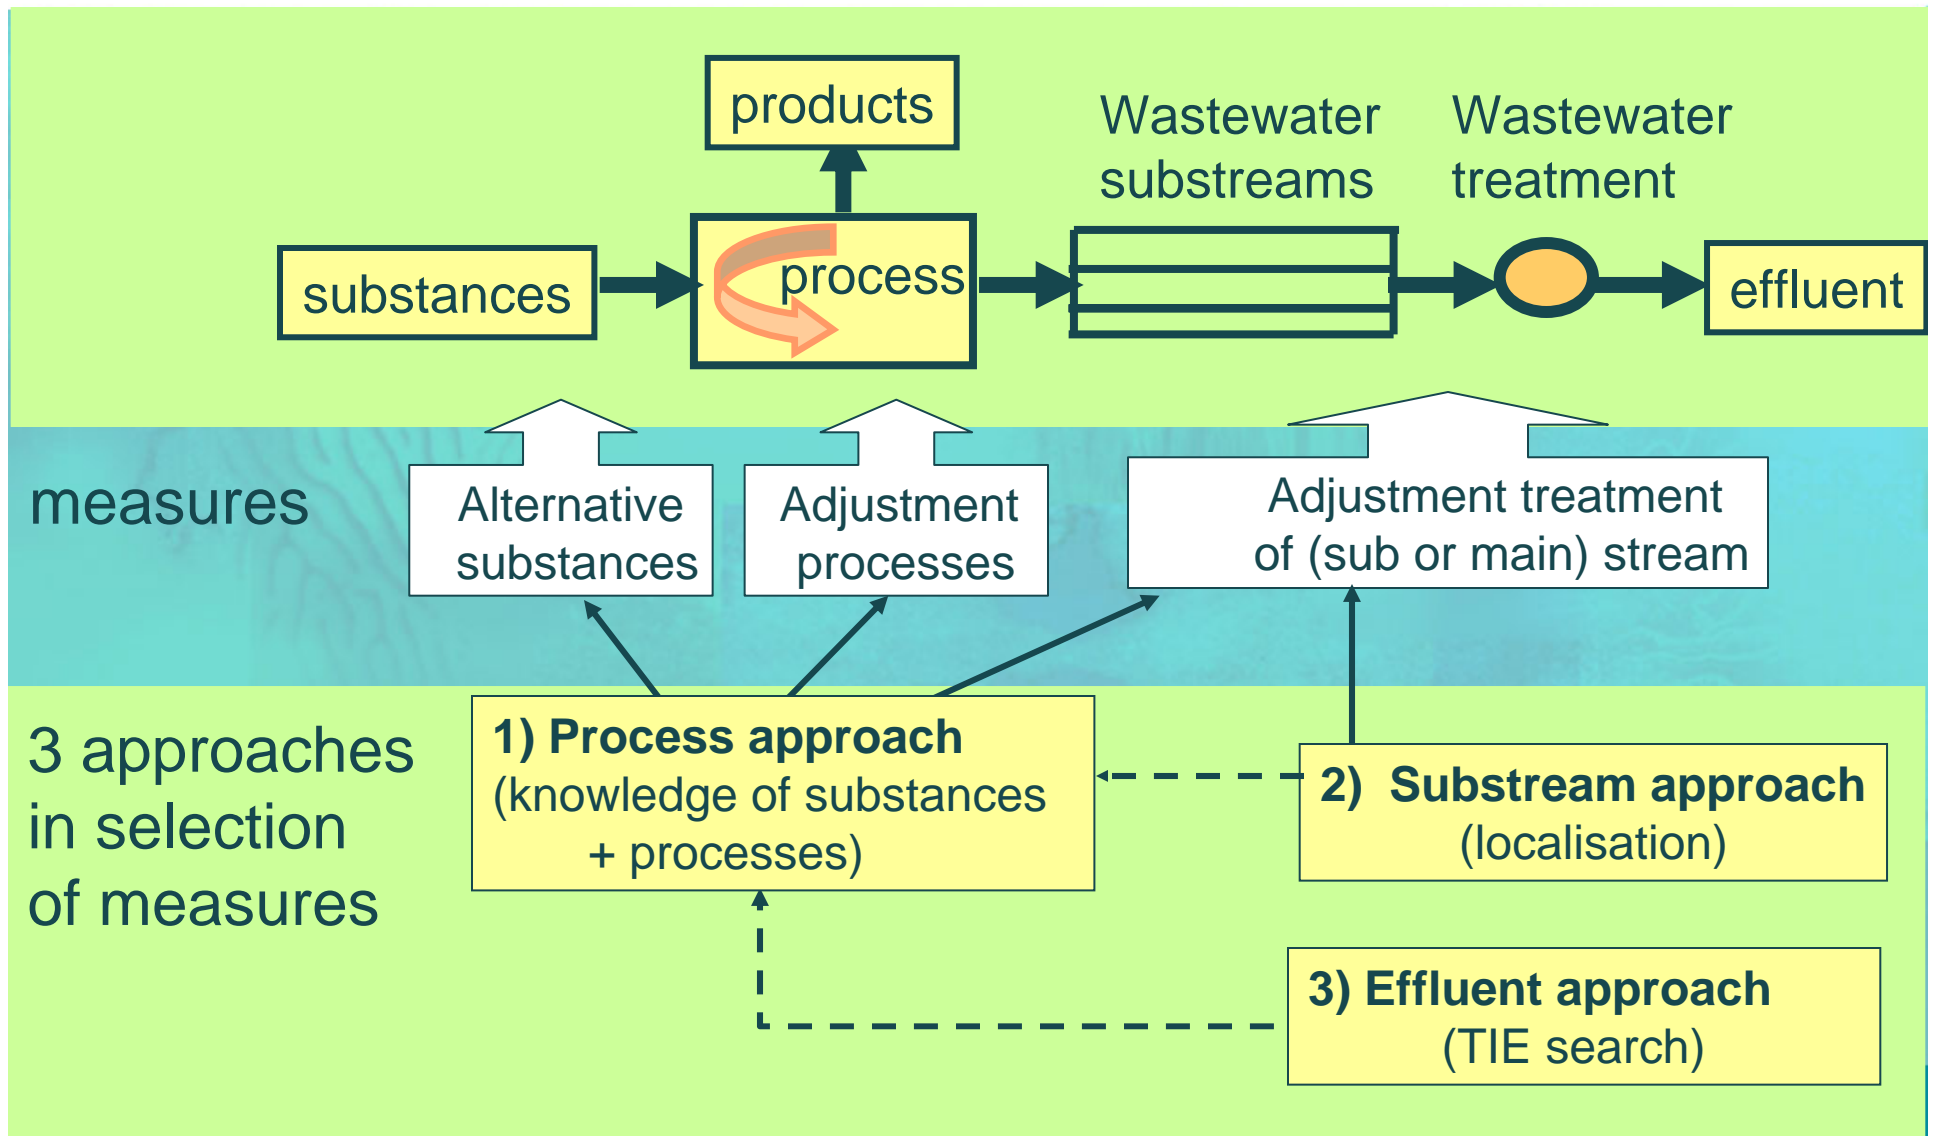 products
Wastewater
substreams
Wastewater
treatment
substances
process
effluent
measures
Alternative
substances
Adjustment
processes
Adjustment treatment
of (sub or main) stream
3 approaches
in selection
of measures
1) Process approach
(knowledge of substances
+ processes)
2) Substream approach
(localisation)
3) Effluent approach
(TIE search)